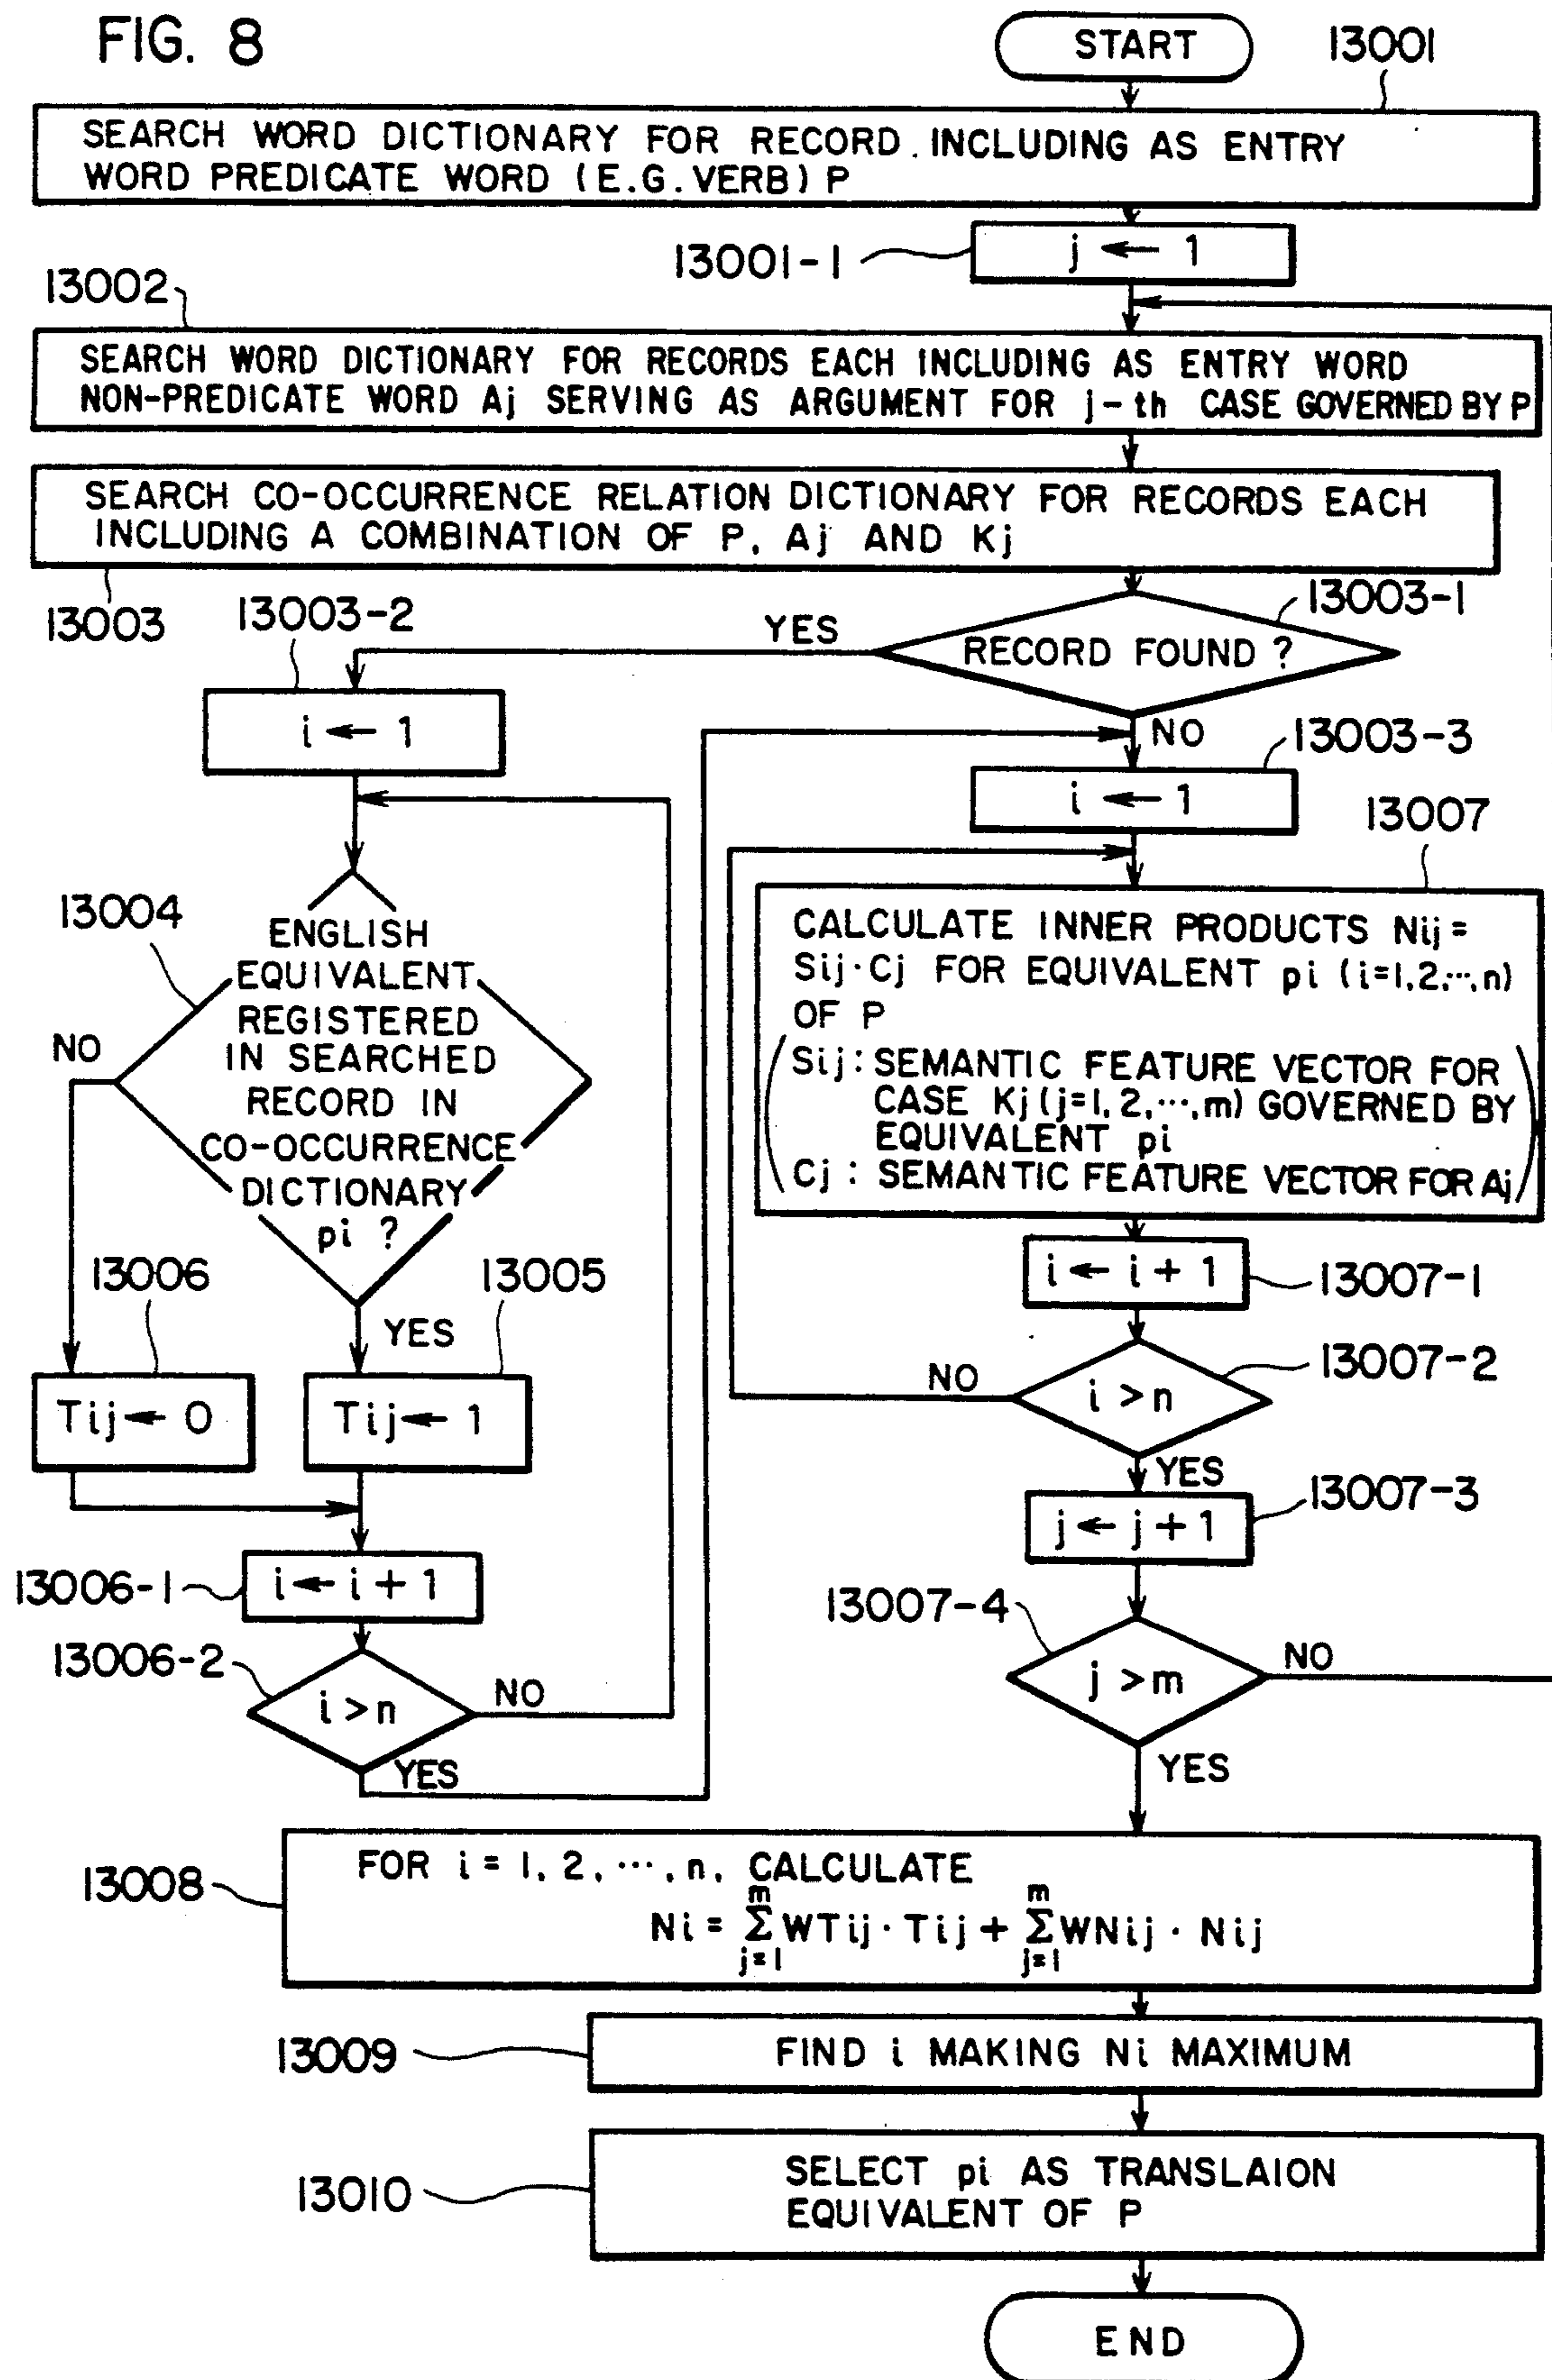 FIG. 8
START
13001
SEARCH WORD DICTIONARY FOR RECORD. INCLUDING AS ENTRY
WORD PREDICATE WORD (E.G. VERB) P
13001-1
j ← 1
13002
SEARCH WORD DICTIONARY FOR RECORDS EACH INCLUDING AS ENTRY WORD
NON-PREDICATE WORD Aj SERVING AS ARGUMENT FOR j-th CASE GOVERNED BY P
SEARCH CO-OCCURRENCE RELATION DICTIONARY FOR RECORDS EACH
INCLUDING A COMBINATION OF P, Aj AND Kj
13003
13003-2
YES
13003-1
RECORD FOUND ?
i ← 1
NO
13003-3
i ← 1
13007
13004
ENGLISH
EQUIVALENT
REGISTERED
IN SEARCHED
RECORD IN
CO-OCCURRENCE
DICTIONARY
pi ?
NO
CALCULATE INNER PRODUCTS Nij =
Sij·Cj FOR EQUIVALENT pi (i=1,2,···,n)
OF P
Sij : SEMANTIC FEATURE VECTOR FOR
CASE Kj (j=1, 2, ···, m) GOVERNED BY
EQUIVALENT pi
Cj : SEMANTIC FEATURE VECTOR FOR Aj
13006
13005
YES
i ← i + 1
13007-1
Tij ← 0
Tij ← 1
NO
i > n
13007-2
YES
j ← j + 1
13007-3
13006-1
i ← i + 1
13007-4
13006-2
i > n
NO
j > m
NO
YES
YES
13008
FOR i = 1, 2, ···, n, CALCULATE
Ni = m Σ j=1 WTij · Tij + m Σ j=1 WNij · Nij
13009
FIND i MAKING Ni MAXIMUM
13010
SELECT pi AS TRANSLAION
EQUIVALENT OF P
END